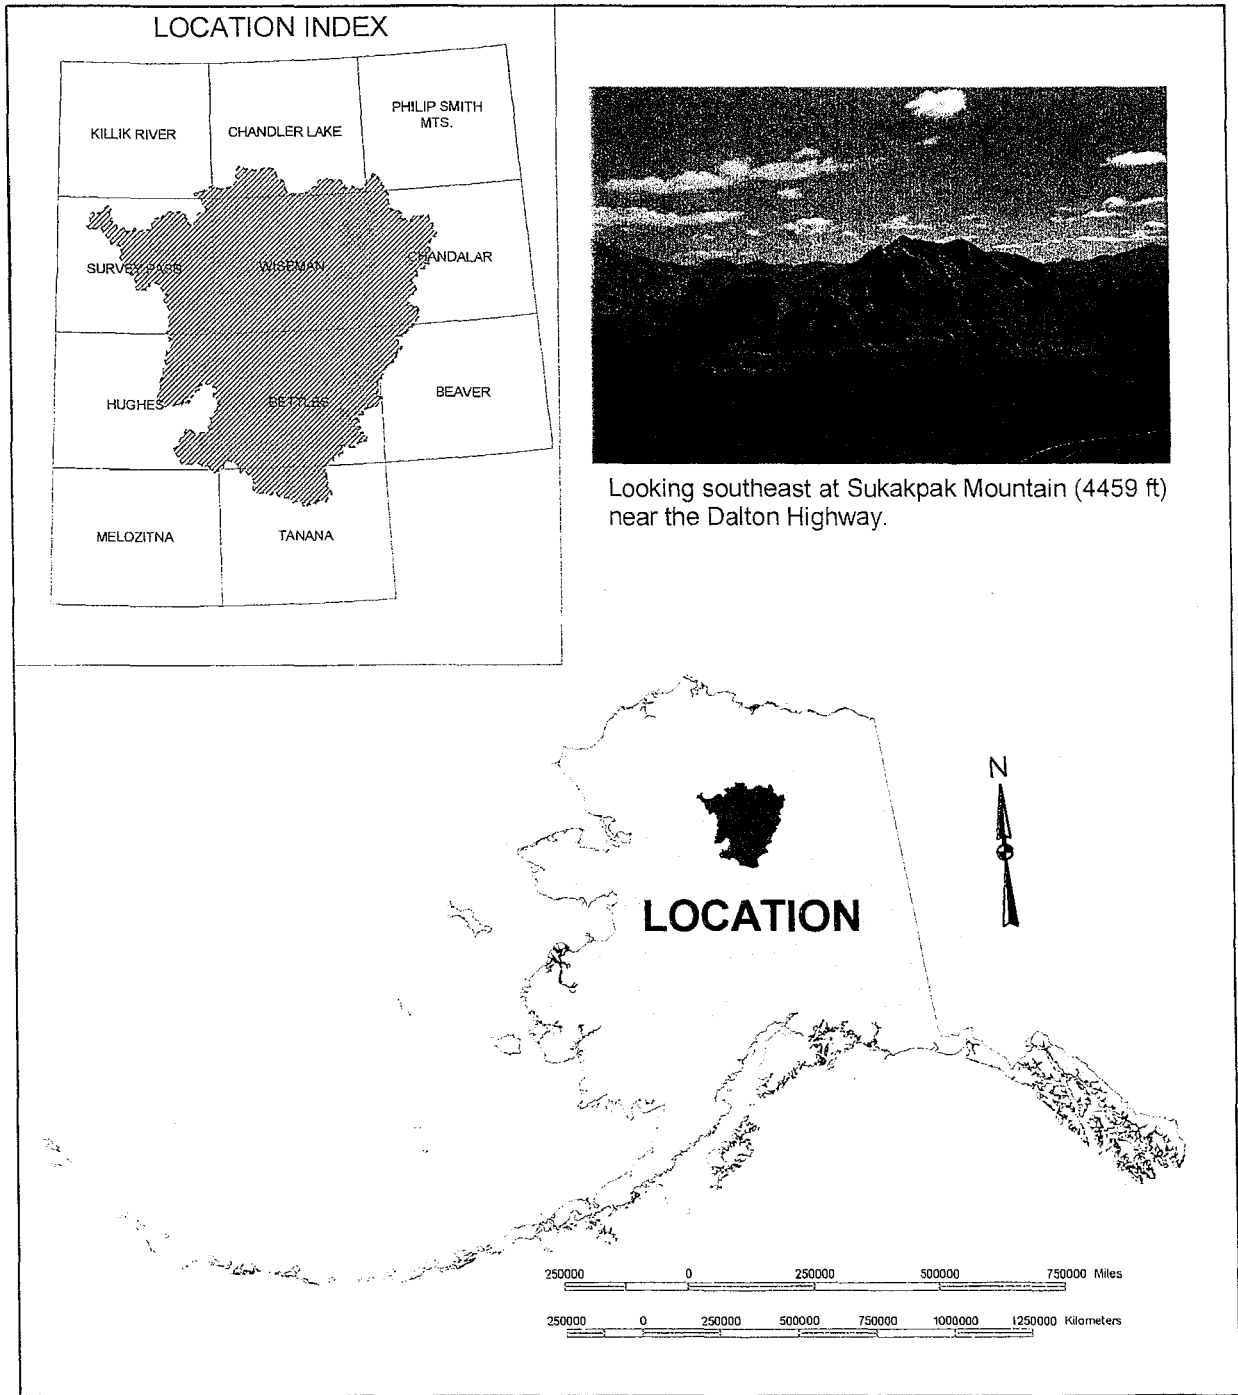 LOCATION INDEX
KILLIK RIVER
CHANDLER LAKE
PHILIP SMITH
MTS.
SURVEY PASS
WISEMAN
CHANDALAR
HUGHES
BETTLES
BEAVER
MELOZITNA
TANANA
Looking southeast at Sukakpak Mountain (4459 ft)
near the Dalton Highway.
N
LOCATION
250000 0 250000 500000 750000 Miles
250000 0 250000 500000 750000 1000000 1250000 Kilometers